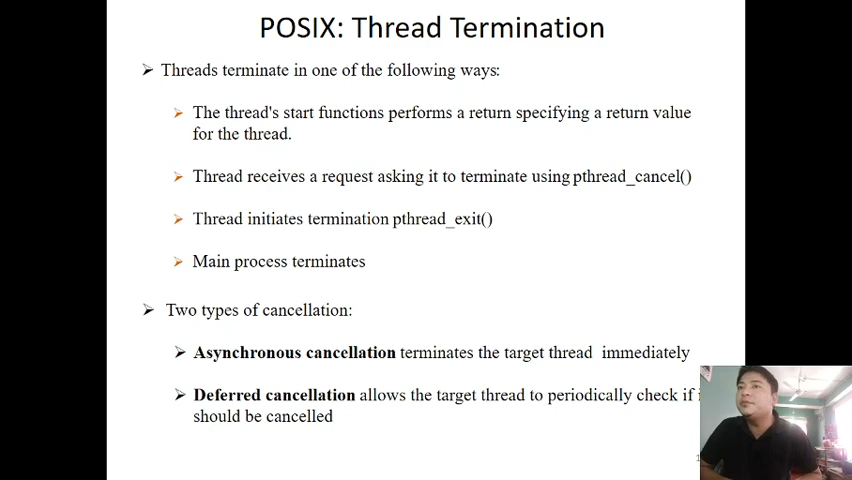 POSIX: Thread Termination
Threads terminate in one of the following ways:
The thread's start functions performs a return specifying a return value
for the thread.
Thread receives a request asking it to terminate using pthread_cancel()
Thread initiates termination pthread_exit()
Main process terminates
Two types of cancellation:
Asynchronous cancellation terminates the target thread immediately
Deferred cancellation allows the target thread to periodically check if
should be cancelled